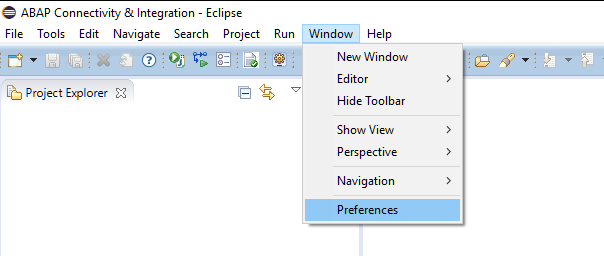 ABAP Connectivity & Integration - Eclipse
File Tools Edit Navigate Search Project Run Window Help
New Window
Editor
Hide Toolbar
Show View
Perspective
Navigation
Preferences
Project Explorer